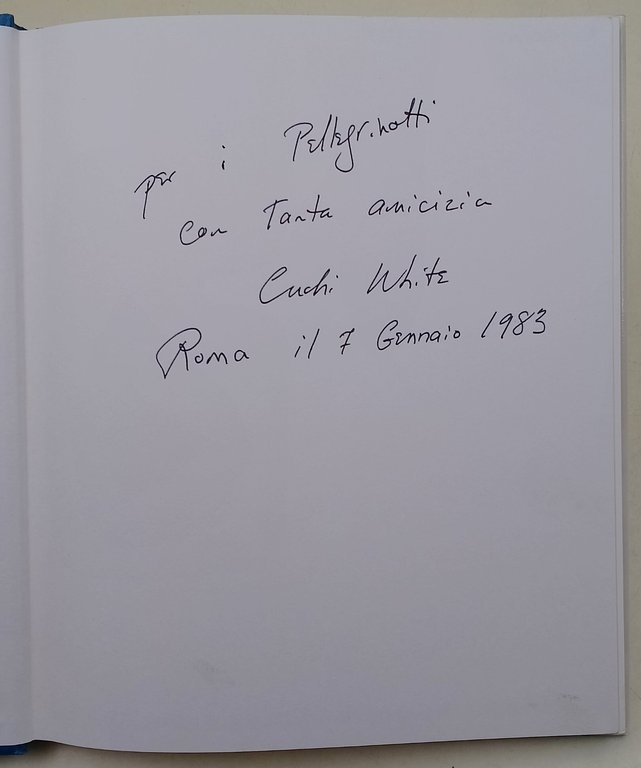 per i Pellegrinotti
con Tanta amicizia
Cuchi White
Roma il 7 Gennaio 1983